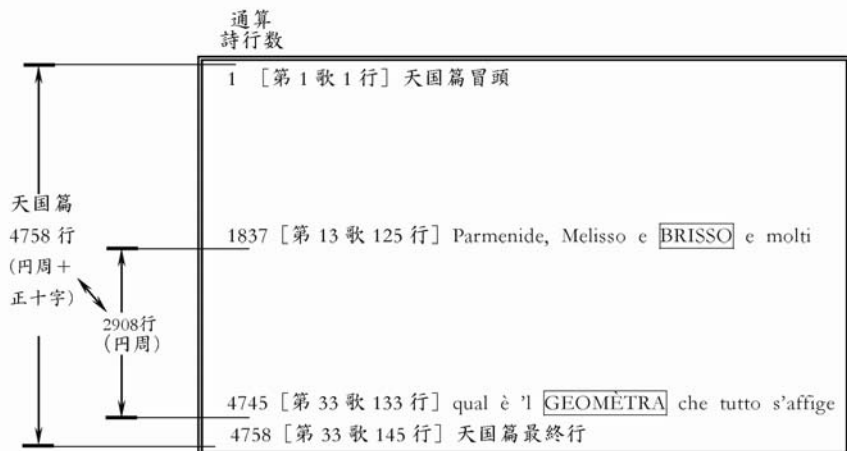 通算
詩行数
1 [第 1 歌 1 行] 天国篇冒頭
天国篇
4758 行
(円周+
正十字)
1837 [第 13 歌 125 行] Parmenide, Melisso e BRISSO e molti
2908行
(円周)
4745 [第 33 歌 133 行] qual è 'l GEOMÈTRA che tutto s'affige
4758 [第 33 歌 145 行] 天国篇最終行